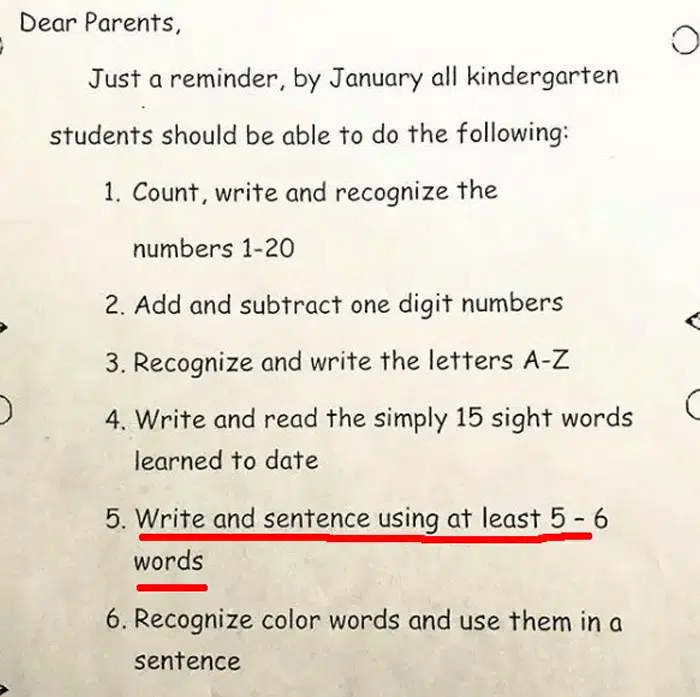 Dear Parents,
Just a reminder, by January all kindergarten
students should be able to do the following:
1. Count, write and recognize the
numbers 1-20
2. Add and subtract one digit numbers
3. Recognize and write the letters A-Z
4. Write and read the simply 15 sight words
learned to date
5. Write and sentence using at least 5 - 6
words
6. Recognize color words and use them in a
sentence